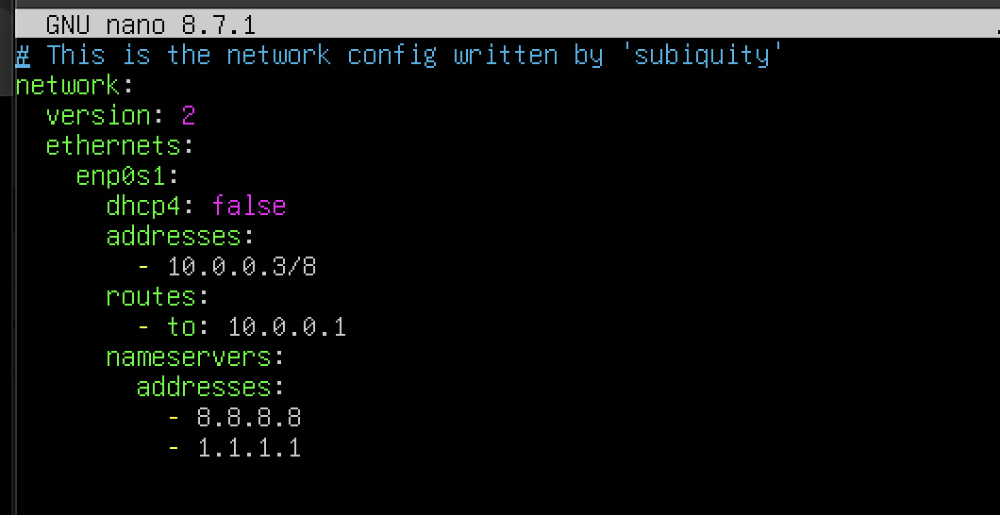 GNU nano 8.7.1
# This is the network config written by 'subiquity'
network:
  version: 2
  ethernets:
    enp0s1:
      dhcp4: false
      addresses:
        - 10.0.0.3/8
      routes:
        - to: 10.0.0.1
      nameservers:
        addresses:
          - 8.8.8.8
          - 1.1.1.1